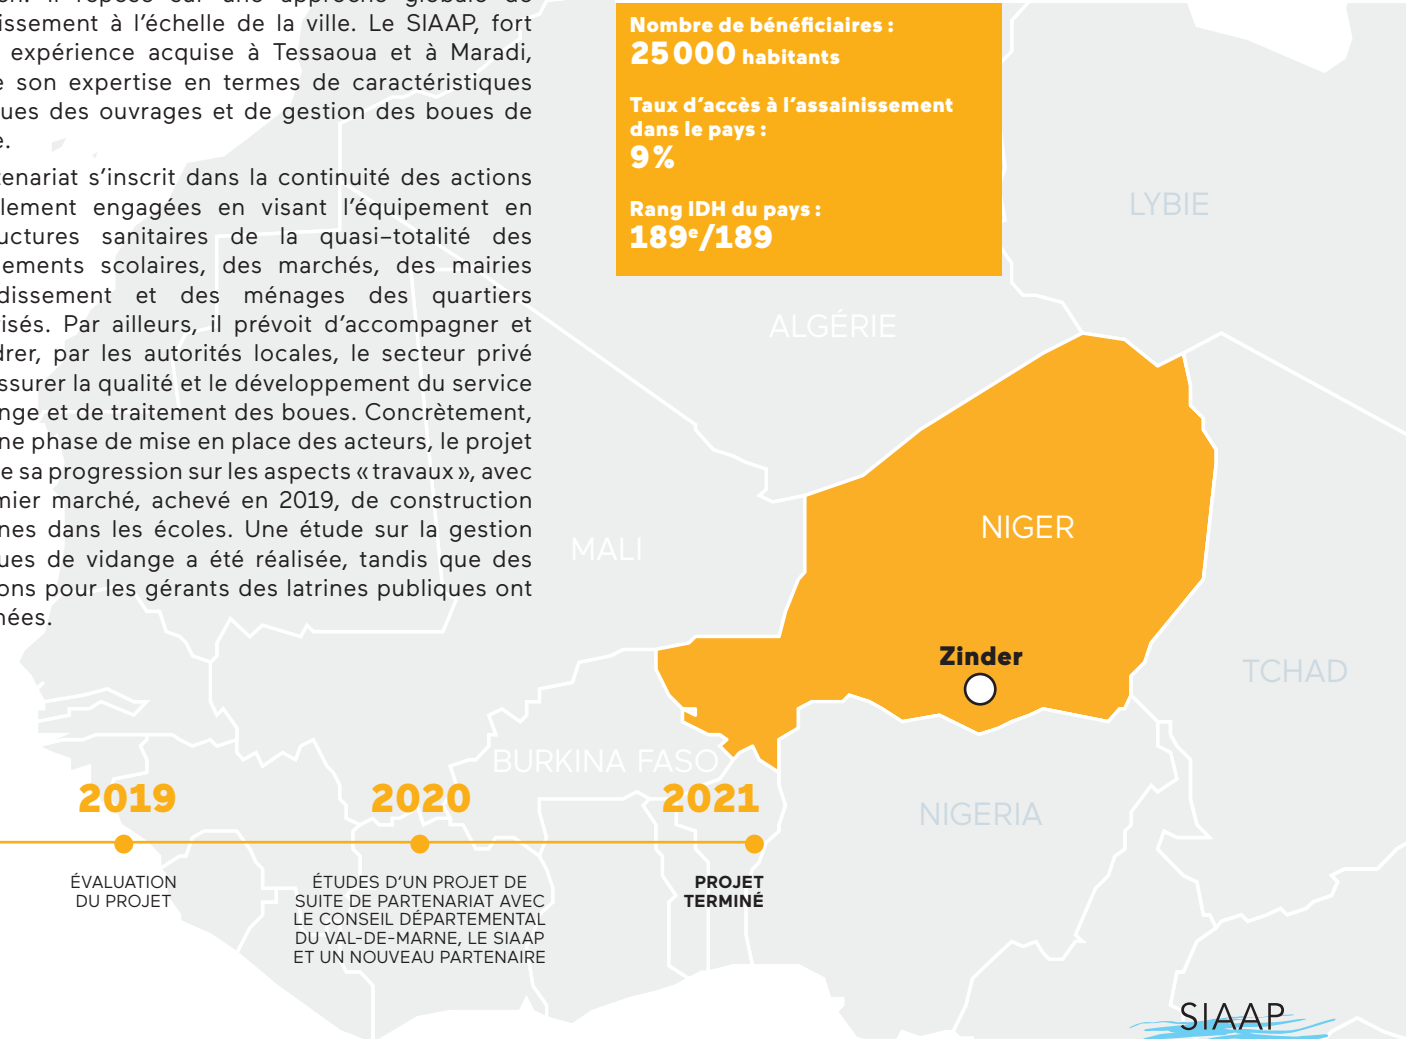 issement à l'échelle de la ville. Le SIAAP, fort
expérience acquise à Tessaoua et à Maradi,
son expertise en termes de caractéristiques
ues des ouvrages et de gestion des boues de
e.
tenariat s'inscrit dans la continuité des actions
lement engagées en visant l'équipement en
uctures sanitaires de la quasi-totalité des
ements scolaires, des marchés, des mairies
dissement et des ménages des quartiers
isés. Par ailleurs, il prévoit d'accompagner et
drer, par les autorités locales, le secteur privé
ssurer la qualité et le développement du service
nge et de traitement des boues. Concrètement,
ne phase de mise en place des acteurs, le projet
e sa progression sur les aspects « travaux », avec
mier marché, achevé en 2019, de construction
nes dans les écoles. Une étude sur la gestion
ues de vidange a été réalisée, tandis que des
ons pour les gérants des latrines publiques ont
nées.
Nombre de bénéficiaires :
25 000 habitants
Taux d'accès à l'assainissement
dans le pays :
9 %
Rang IDH du pays :
189e/189
LYBIE
ALGÉRIE
NIGER
MALI
Zinder
TCHAD
BURKINA FASO
NIGERIA
2019
ÉVALUATION
DU PROJET
2020
ÉTUDES D'UN PROJET DE
SUITE DE PARTENARIAT AVEC
LE CONSEIL DÉPARTEMENTAL
DU VAL-DE-MARNE, LE SIAAP
ET UN NOUVEAU PARTENAIRE
2021
PROJET
TERMINÉ
SIAAP